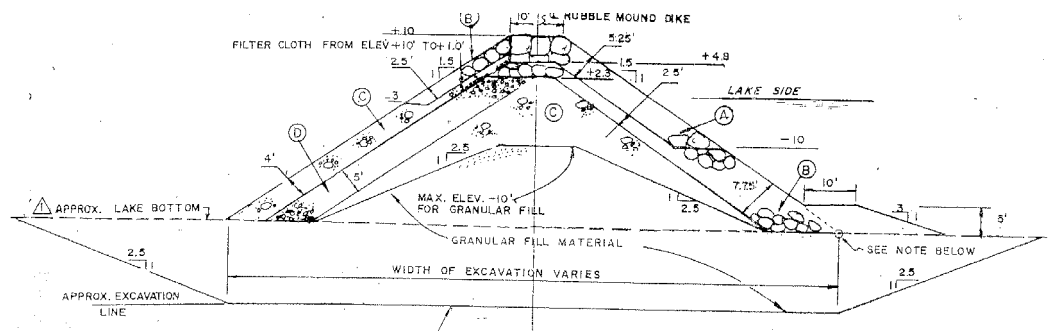 ℄ RUBBLE MOUND DIKE
10' 5'
B
+10
FILTER CLOTH FROM ELEV+10' TO+1.0'
5.25'
+4.9
1.5
1
2.5'
1.5
1
+2.3
2.5'
-3
LAKE SIDE
C
C
A
D
-10
2.5
1
4'
5'
7.75'
B
10'
MAX. ELEV.-10'
FOR GRANULAR FILL
1
2.5
1 APPROX. LAKE BOTTOM
3
1
5'
GRANULAR FILL MATERIAL
SEE NOTE BELOW
2.5
1
WIDTH OF EXCAVATION VARIES
2.5
1
APPROX. EXCAVATION
LINE